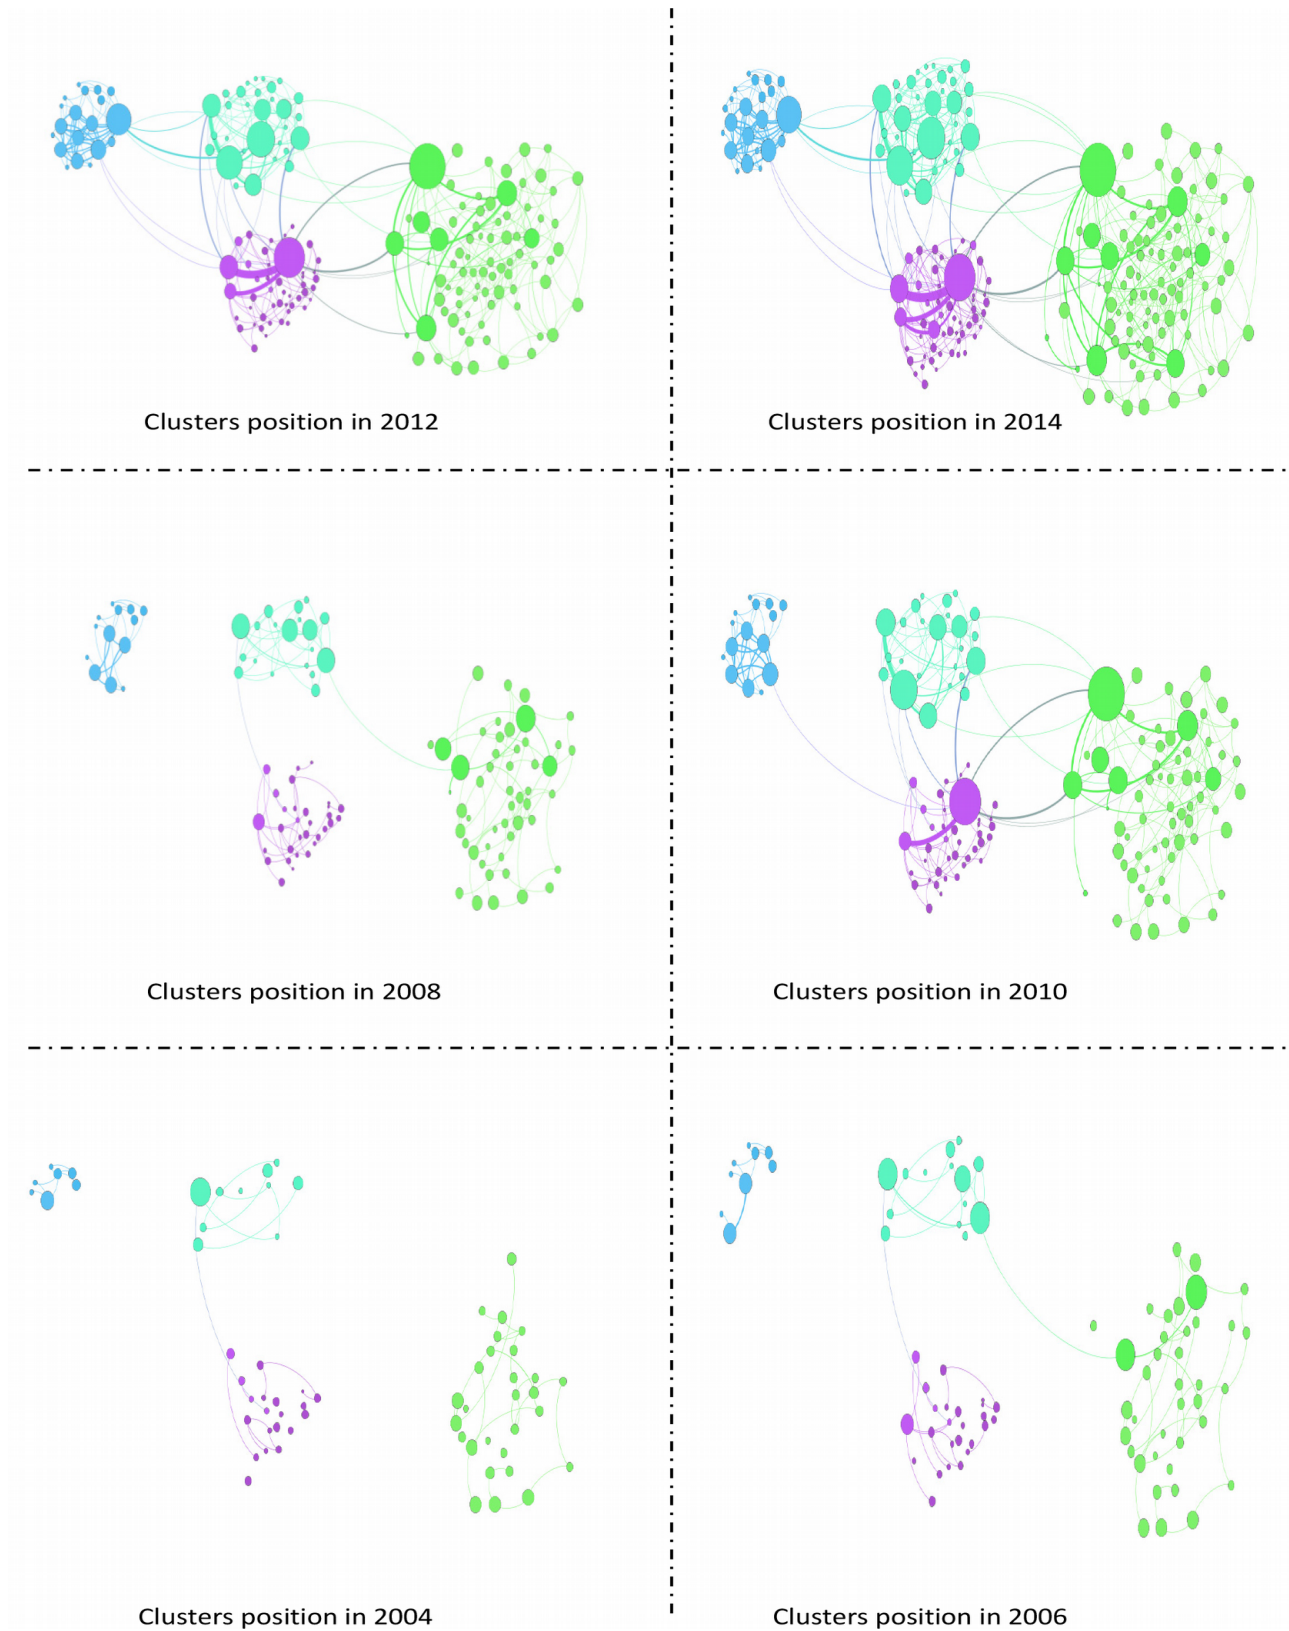 Clusters position in 2012
Clusters position in 2014
Clusters position in 2008
Clusters position in 2010
Clusters position in 2004
Clusters position in 2006